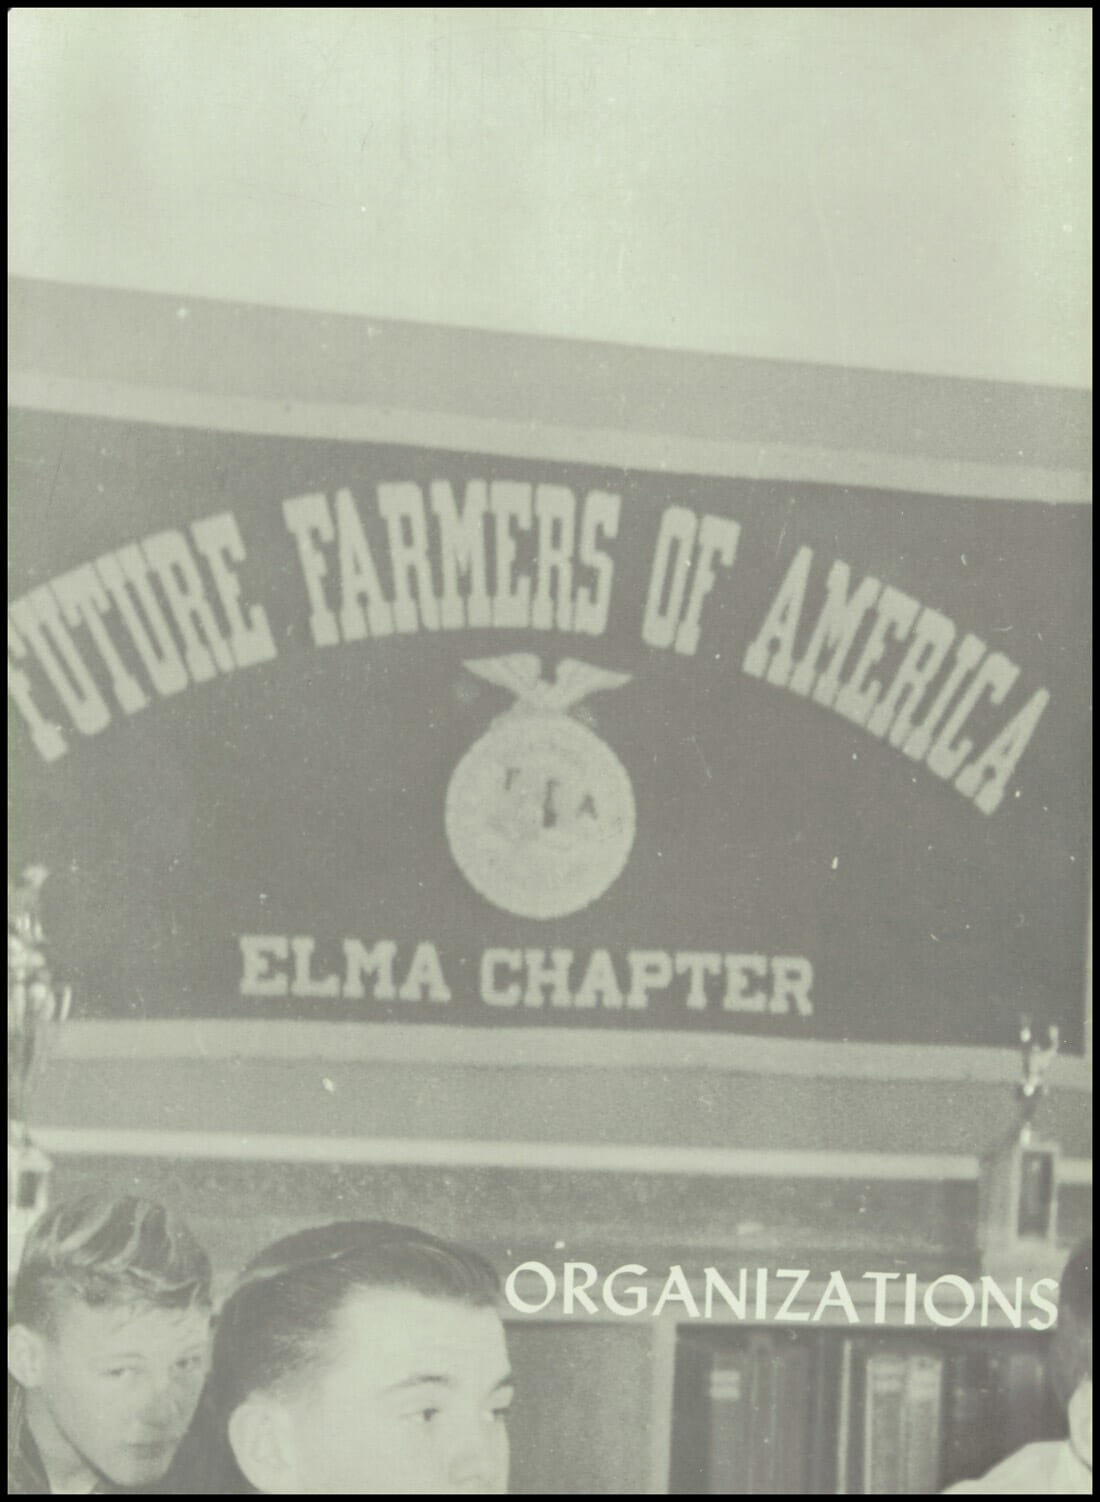 FUTURE FARMERS OF AMERICA
F F A
ELMA CHAPTER
ORGANIZATIONS